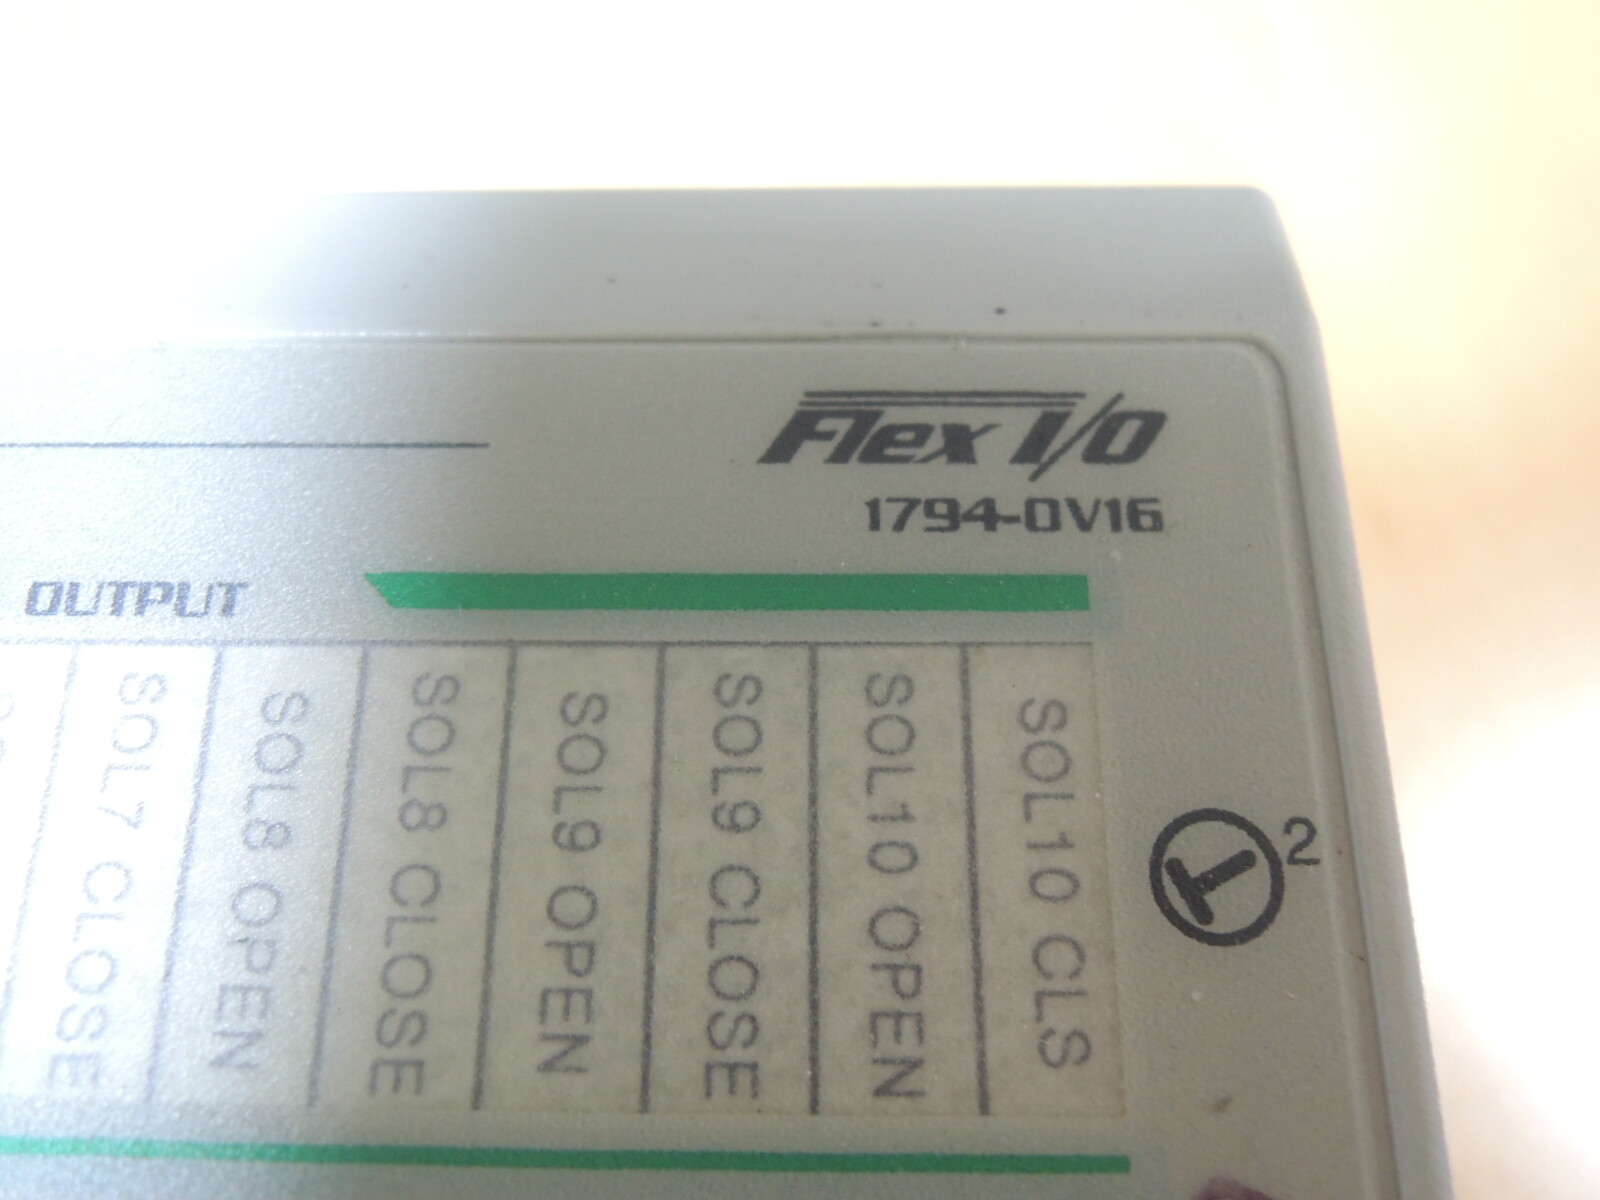 Flex I/O
1794-OV16
OUTPUT
SOL7 CLOSE
SOL8 OPEN
SOL8 CLOSE
SOL9 OPEN
SOL9 CLOSE
SOL10 OPEN
SOL10 CLS
T 2